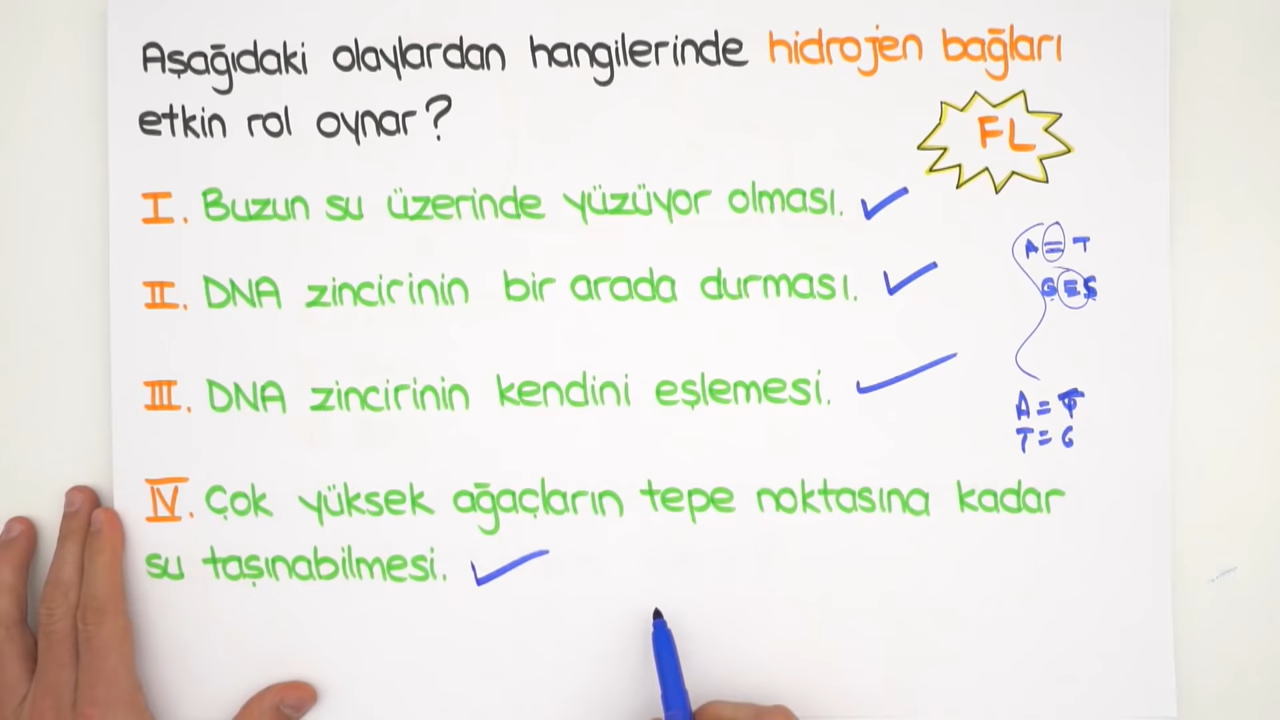 Aşağıdaki olaylardan hangilerinde hidrojen bağları
etkin rol oynar?
FL
I. Buzun su üzerinde yüzüyor olması.
A = T
II. DNA zincirinin bir arada durması.
III. DNA zincirinin kendini eşlemesi.
A =
T = G
IV. Çok yüksek ağaçların tepe noktasına kadar
su taşınabilmesi.